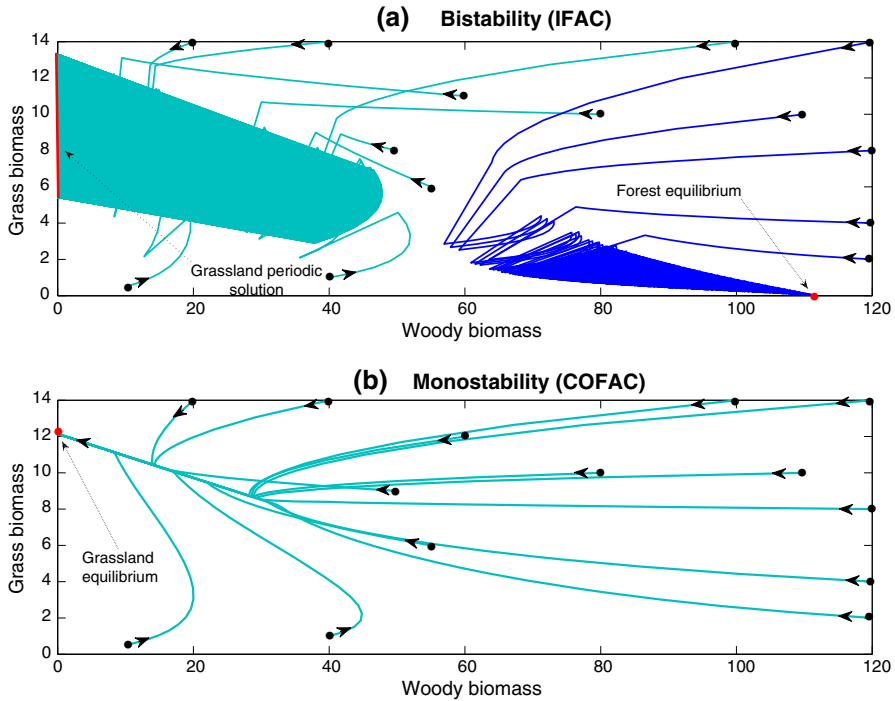 (a) Bistability (IFAC)
14
12
10
8
6
4
2
0
Grass biomass
Forest equilibrium
Grassland periodic
solution
0 20 40 60 80 100 120
Woody biomass
(b) Monostability (COFAC)
14
12
10
8
6
4
2
0
Grass biomass
Grassland
equilibrium
0 20 40 60 80 100 120
Woody biomass